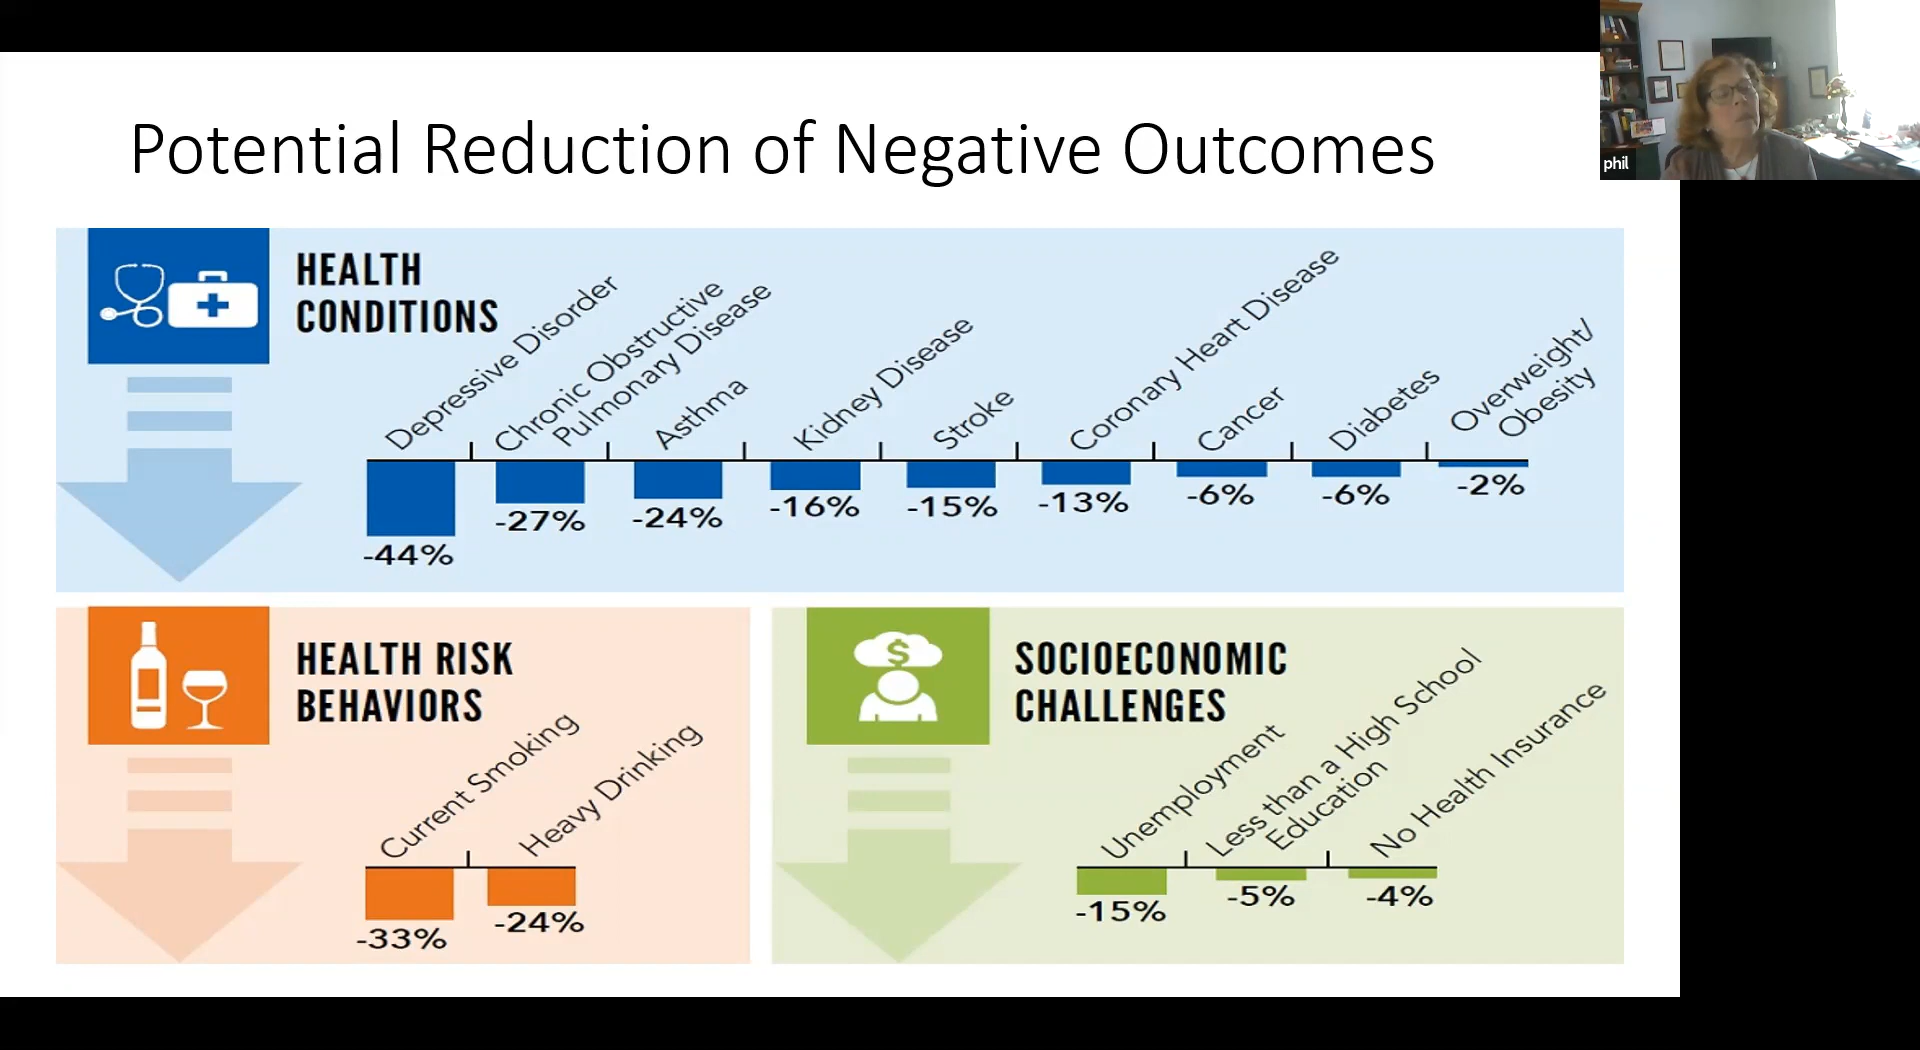 Potential Reduction of Negative Outcomes
phil
HEALTH
CONDITIONS
Depressive Disorder
Chronic Obstructive
Pulmonary Disease
Asthma
Kidney Disease
Stroke
Coronary Heart Disease
Cancer
Diabetes
Overweight/
Obesity
-44%
-27%
-24%
-16%
-15%
-13%
-6%
-6%
-2%
HEALTH RISK
BEHAVIORS
Current Smoking
Heavy Drinking
-33%
-24%
$
SOCIOECONOMIC
CHALLENGES
Unemployment
Less than a High School
Education
No Health Insurance
-15%
-5%
-4%